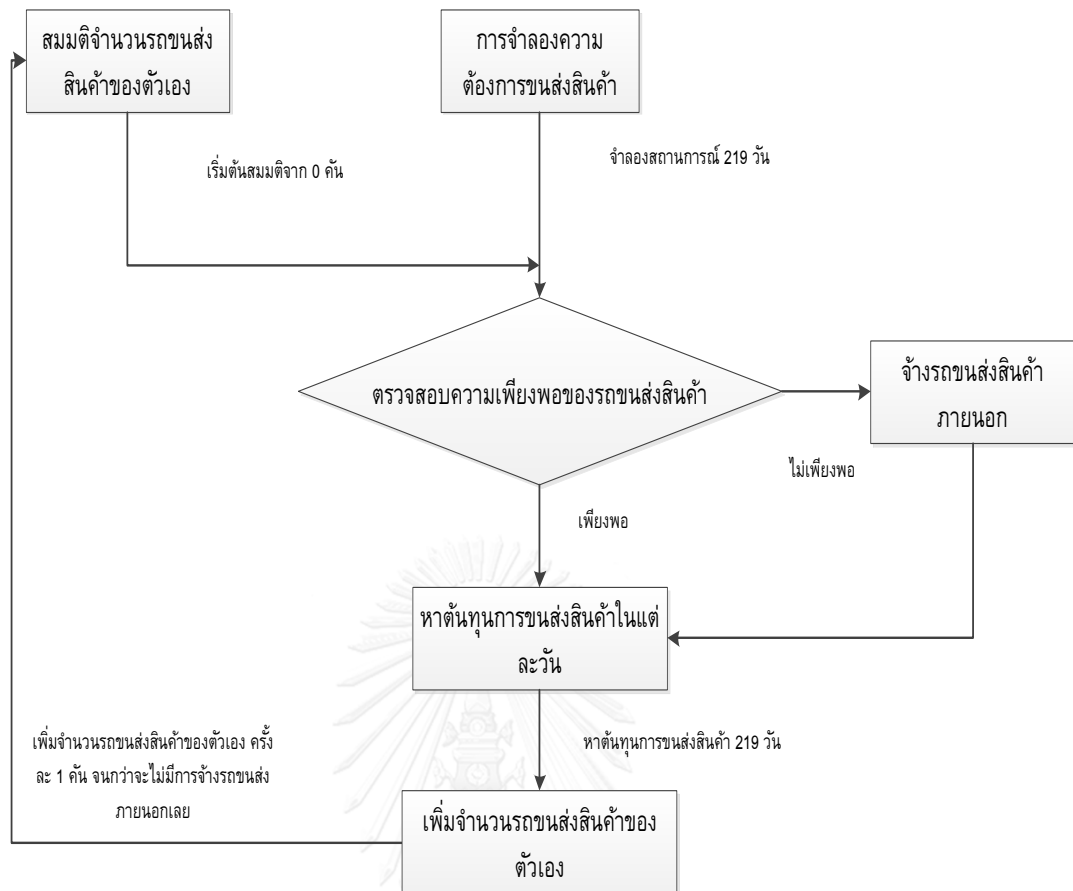 สมมติจำนวนรถขนส่ง
สินค้าของตัวเอง
การจำลองความ
ต้องการขนส่งสินค้า
เริ่มต้นสมมติจาก 0 คัน
จำลองสถานการณ์ 219 วัน
ตรวจสอบความเพียงพอของรถขนส่งสินค้า
จ้างรถขนส่งสินค้า
ภายนอก
ไม่เพียงพอ
เพียงพอ
หาต้นทุนการขนส่งสินค้าในแต่
ละวัน
หาต้นทุนการขนส่งสินค้า 219 วัน
เพิ่มจำนวนรถขนส่งสินค้าของตัวเอง ครั้ง
ละ 1 คัน จนกว่าจะไม่มีการจ้างรถขนส่ง
ภายนอกเลย
เพิ่มจำนวนรถขนส่งสินค้าของ
ตัวเอง